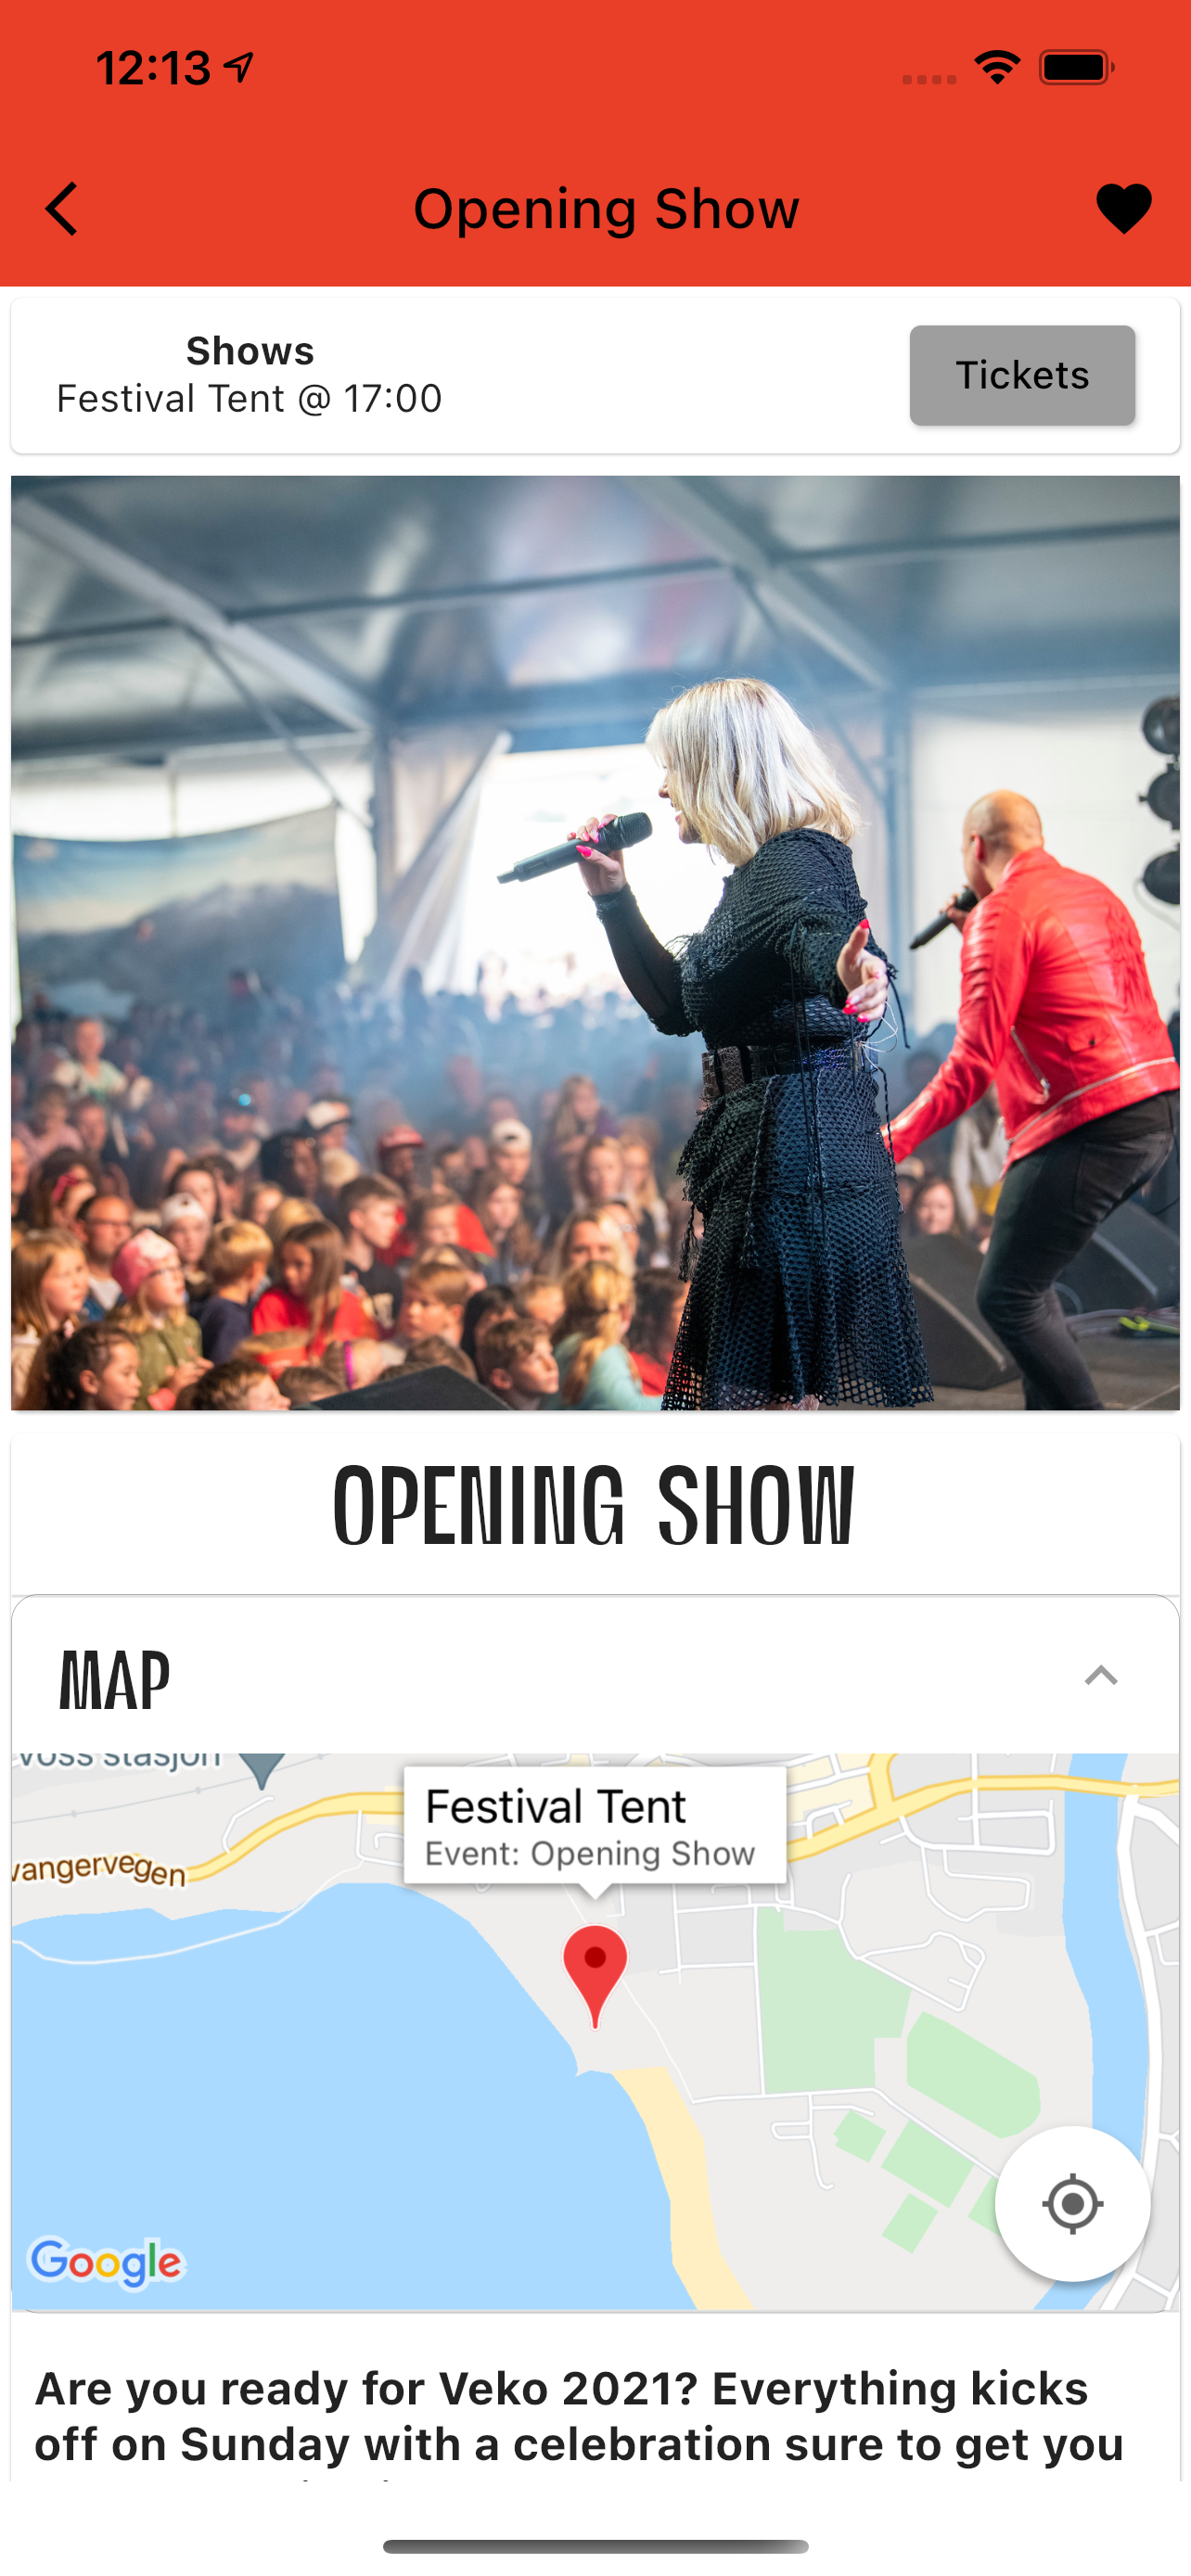 12:13
Opening Show
Shows
Festival Tent @ 17:00
Tickets
OPENING SHOW
MAP
Voss stasjon
Festival Tent
Event: Opening Show
vangervegen
Google
Are you ready for Veko 2021? Everything kicks
off on Sunday with a celebration sure to get you